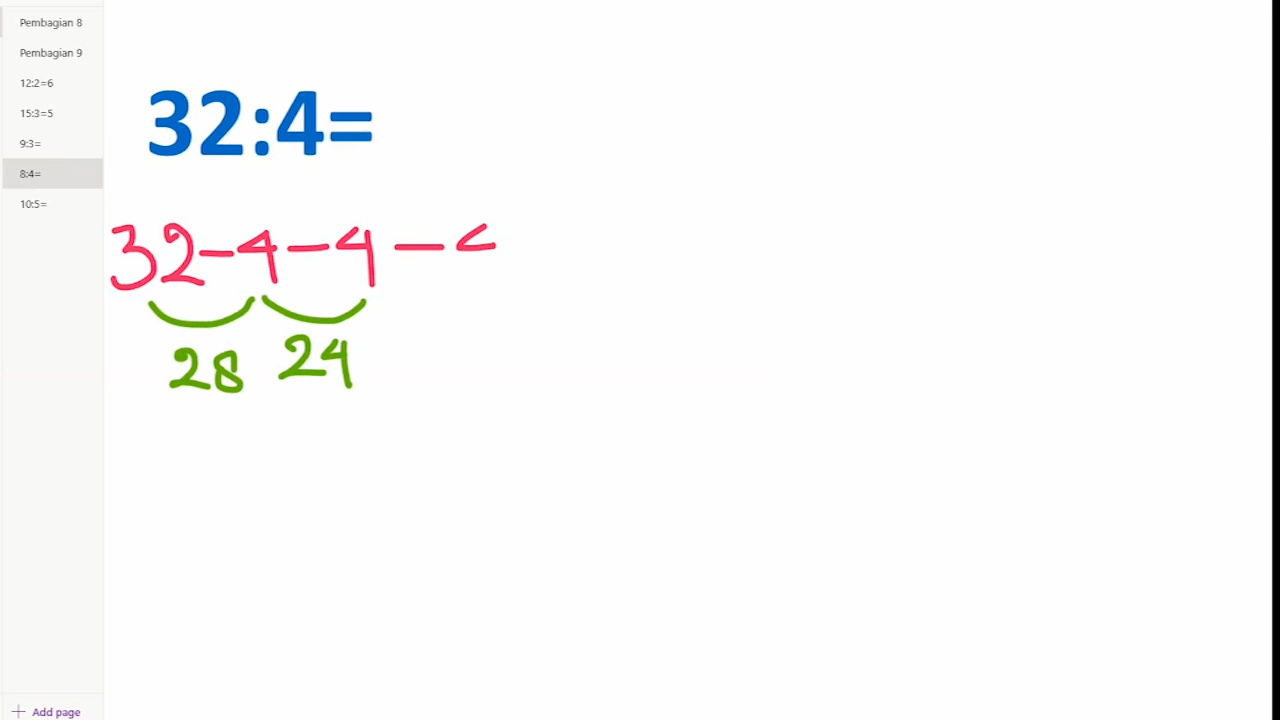 Pembagian 8
Pembagian 9
12:2=6
15:3=5
9:3=
8:4=
10:5=
Add page
32:4=
32-4-4-
28 24